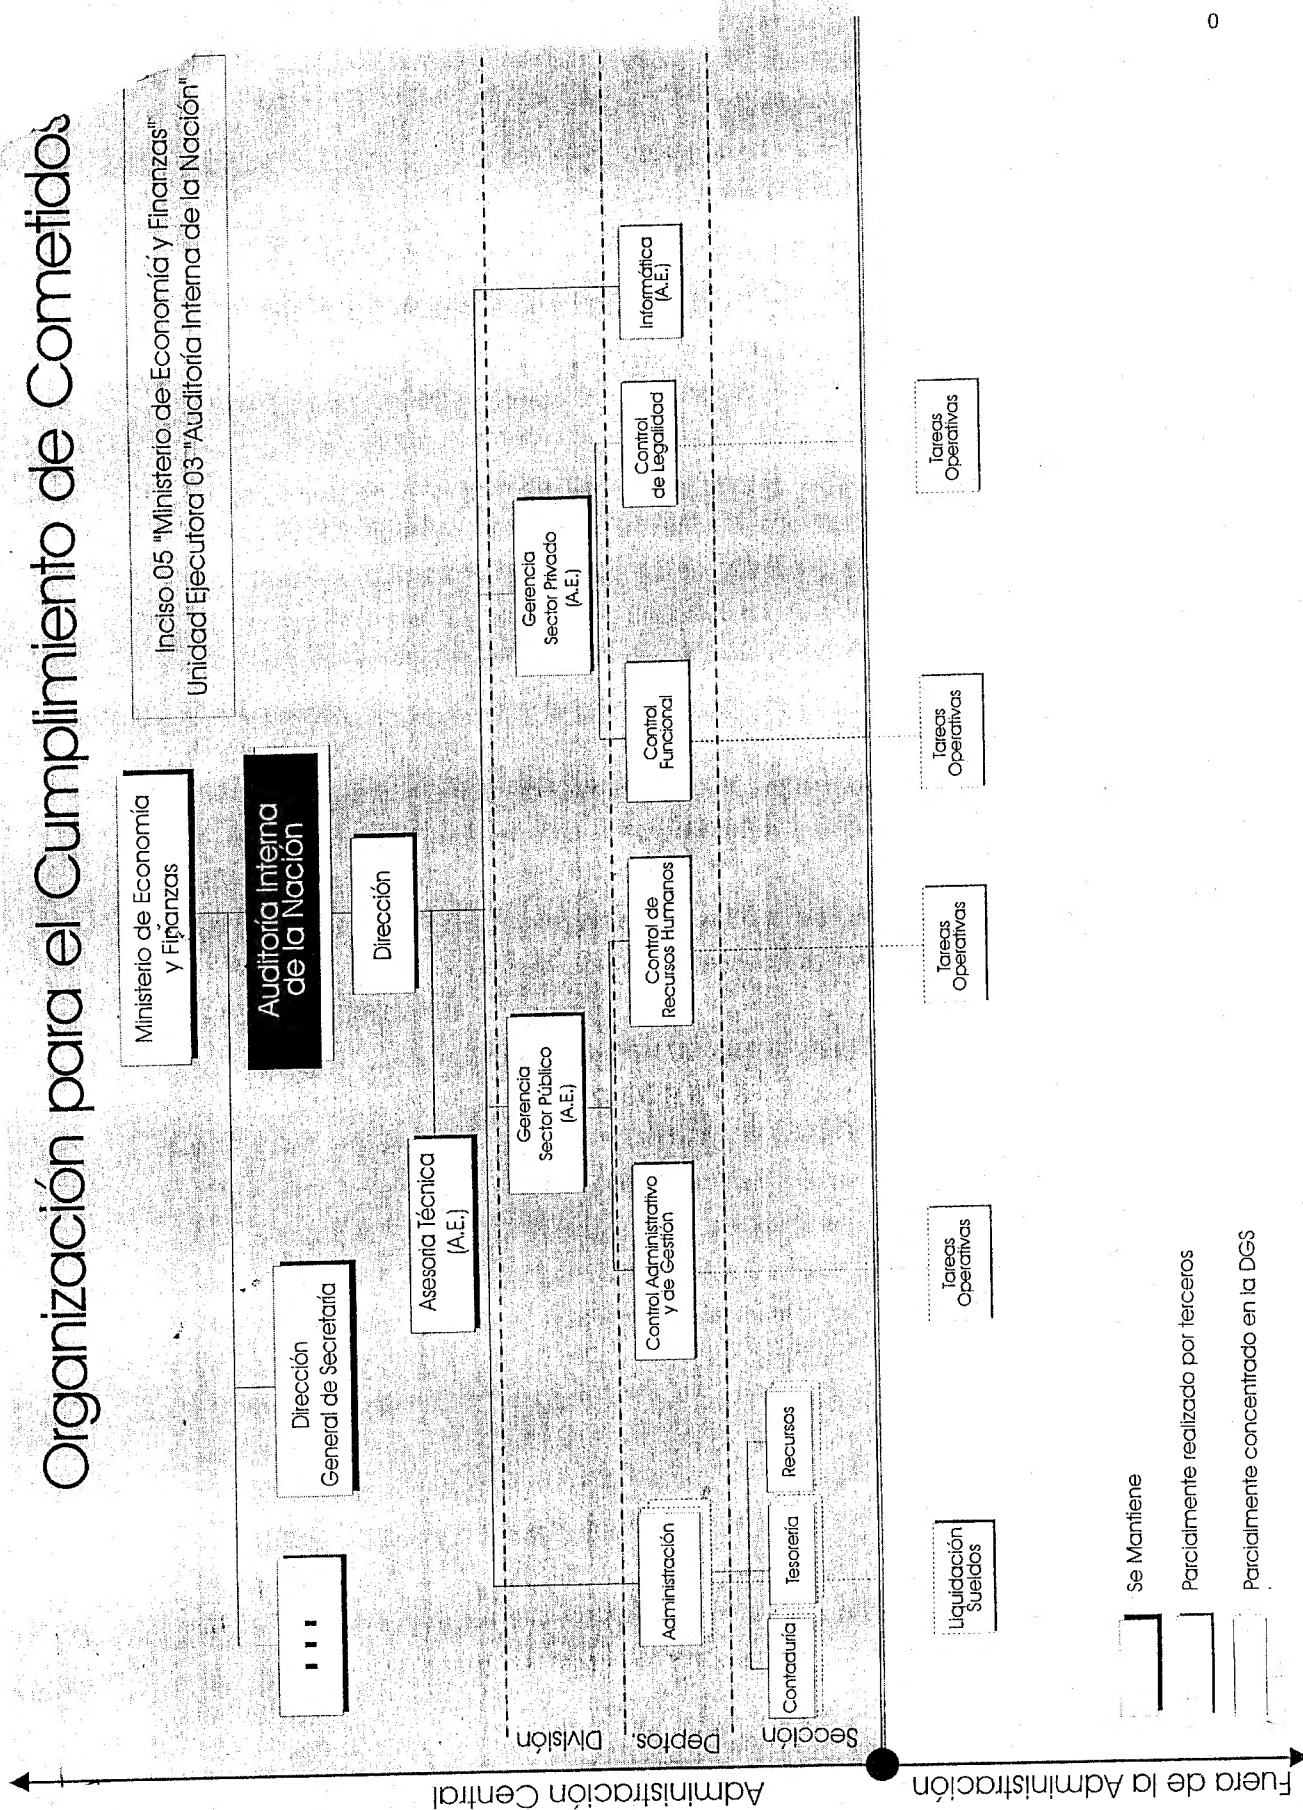 0
Organización para el Cumplimiento de Cometidos
Inciso 05 "Ministerio de Economía y Finanzas"
Unidad Ejecutora 03 "Auditoría Interna de la Nación"
Ministerio de Economía
y Finanzas
Auditoría Interna
de la Nación
Dirección
General de Secretaría
Dirección
Asesoria Técnica
(A.E.)
Administración Central
División
Gerencia
Sector Público
(A.E.)
Gerencia
Sector Privado
(A.E.)
Deptos.
Administración
Control Administrativo
y de Gestión
Control de
Recursos Humanos
Control
Funcional
Control
de Legalidad
Informática
(A.E.)
Sección
Contaduría
Tesorería
Recursos
Fuera de la Administración
Liquidación
Sueldos
Tareas
Operativas
Tareas
Operativas
Tareas
Operativas
Tareas
Operativas
Se Mantiene
Parcialmente realizado por terceros
Parcialmente concentrado en la DGS